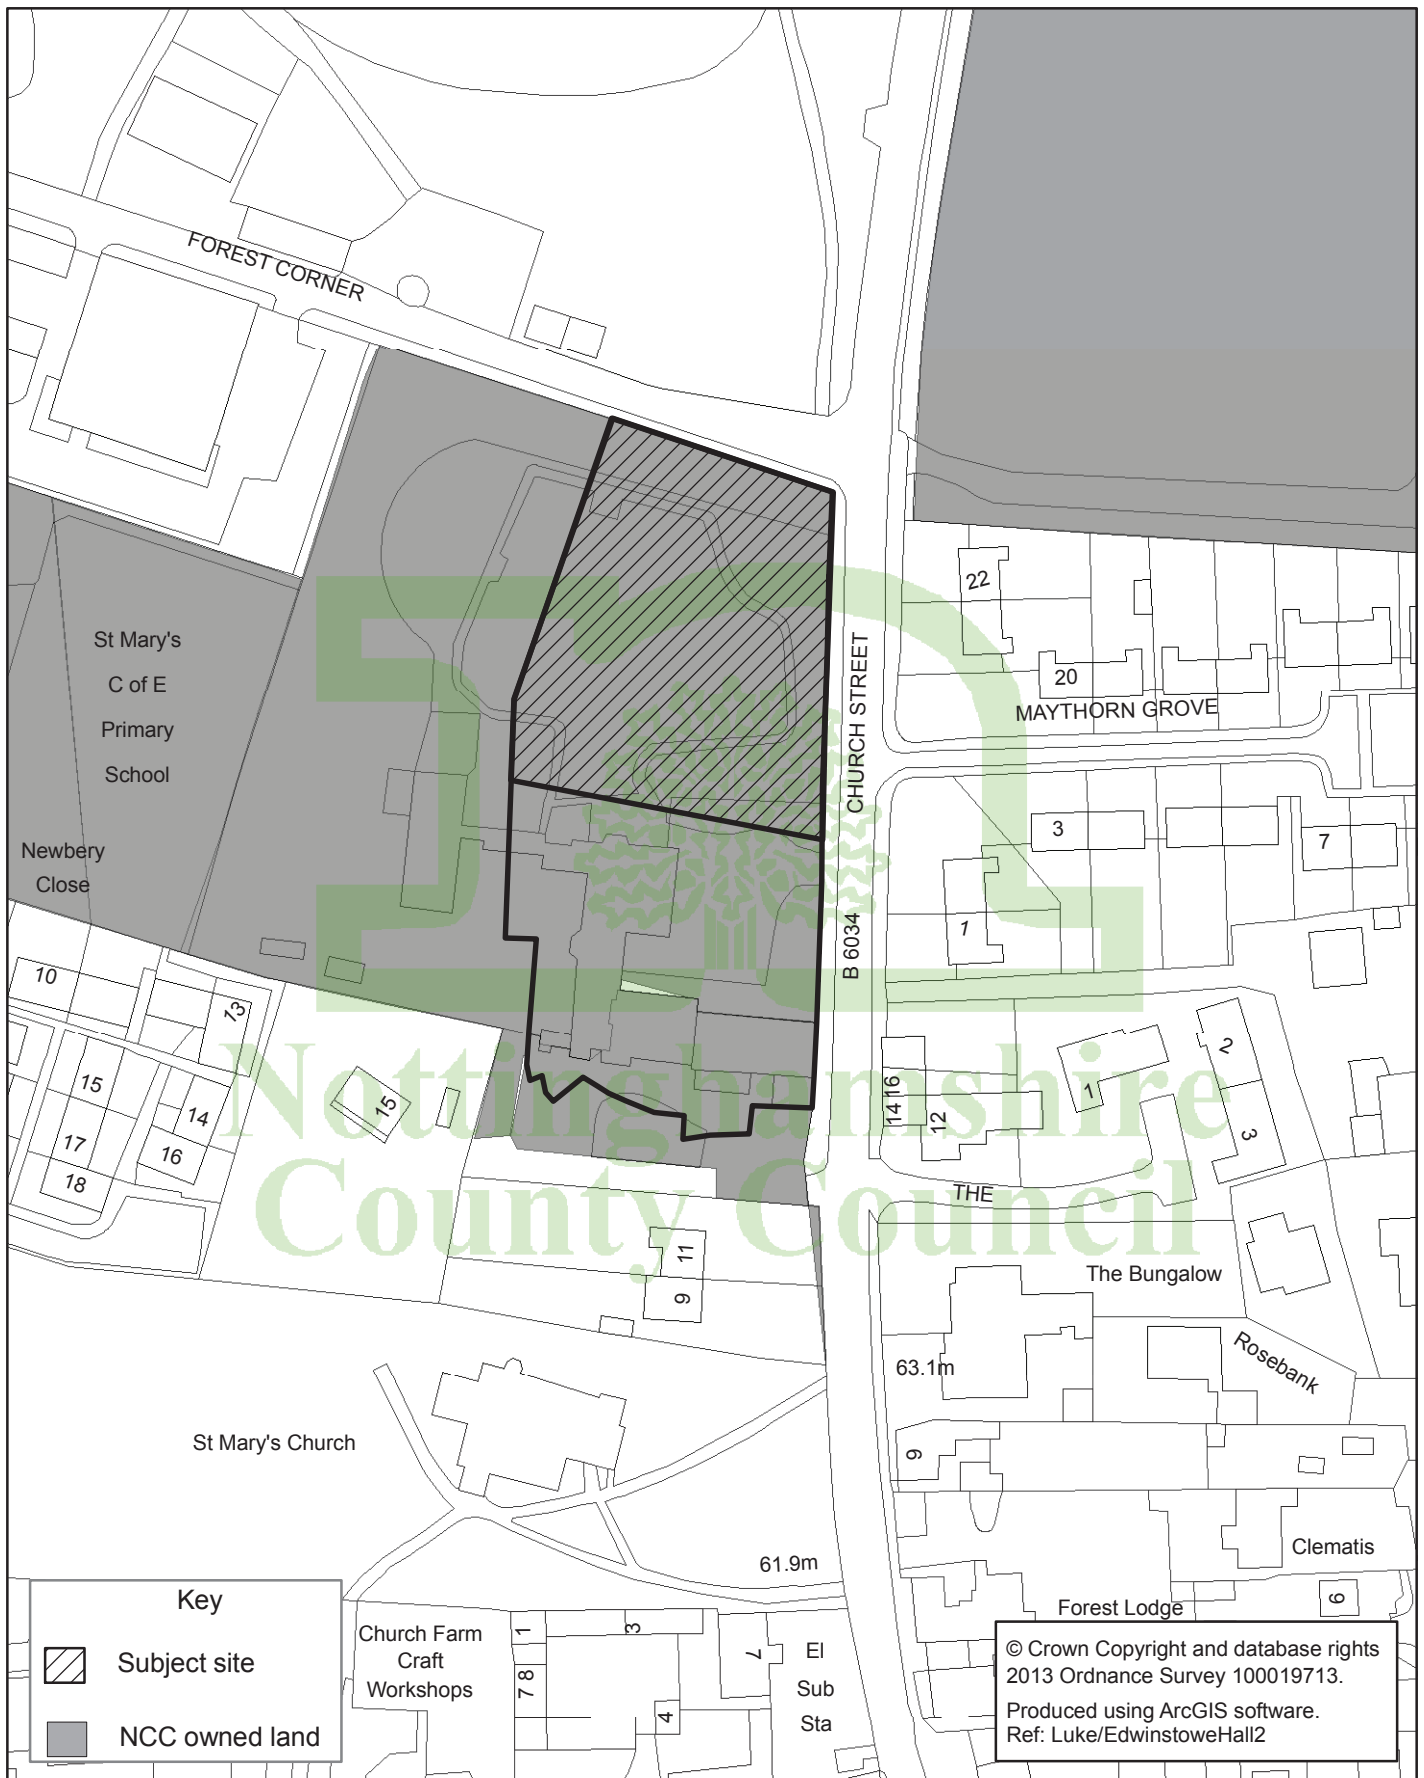 FOREST CORNER
St Mary's
C of E
Primary
School
Newbery
Close
22
20
MAYTHORN GROVE
CHURCH STREET
B 6034
3
7
1
10
13
15
14
17
16
18
15
14 16
12
1
2
3
THE
Nottinghamshire
County Council
11
9
The Bungalow
63.1m
Rosebank
St Mary's Church
9
61.9m
Clematis
Forest Lodge
6
Key
Subject site
NCC owned land
Church Farm
Craft
Workshops
1
3
7 8
4
7
El
Sub
Sta
© Crown Copyright and database rights
2013 Ordnance Survey 100019713.
Produced using ArcGIS software.
Ref: Luke/EdwinstoweHall2